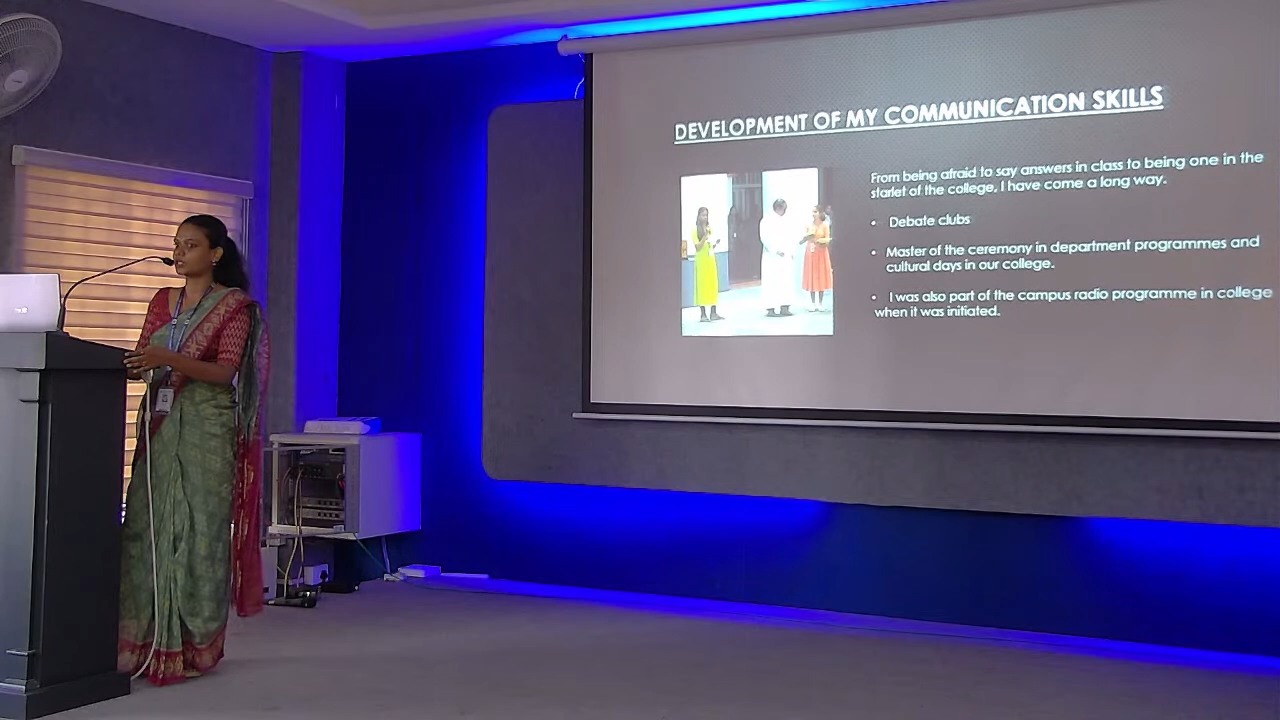 DEVELOPMENT OF MY COMMUNICATION SKILLS
From being afraid to say answers in class to being one in the
starlet of the college, I have come a long way.
• Debate clubs
• Master of the ceremony in department programmes and
cultural days in our college.
• I was also part of the campus radio programme in college
when it was initiated.